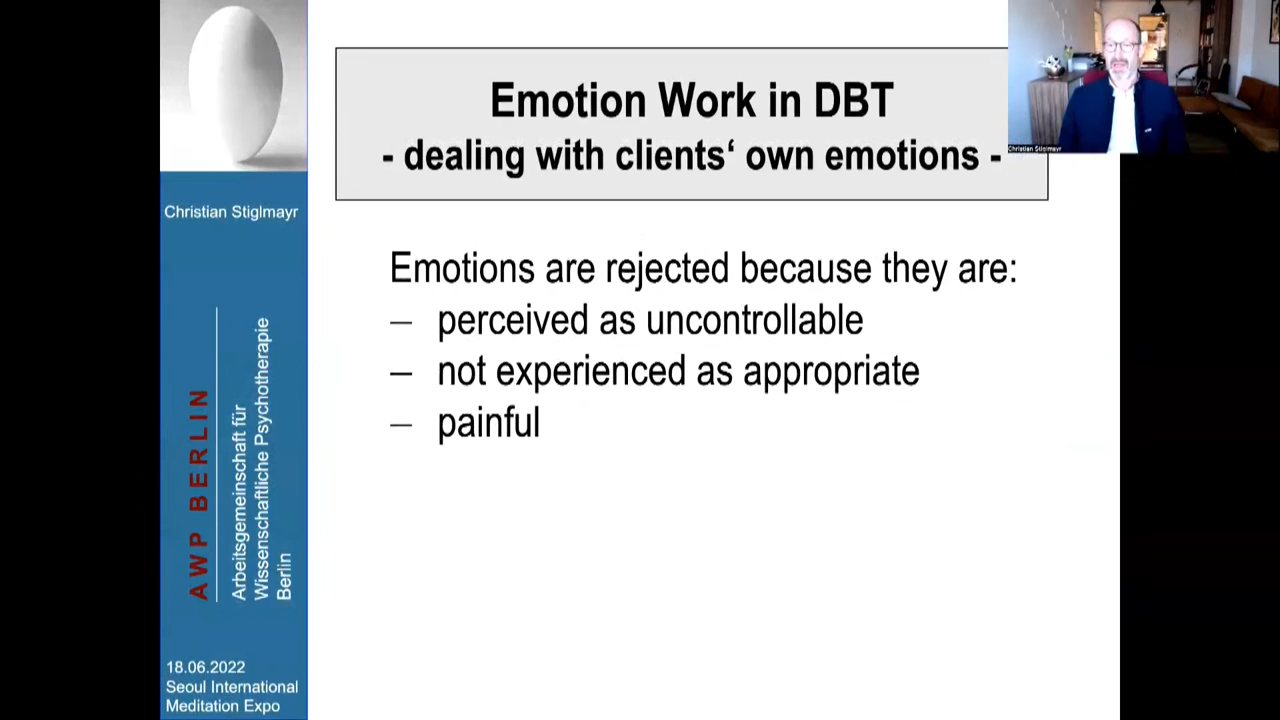 Emotion Work in DBT
- dealing with clients‘ own emotions -
Christian Stiglmayr
Christian Stiglmayr
Emotions are rejected because they are:
– perceived as uncontrollable
– not experienced as appropriate
– painful
AWP BERLIN
Arbeitsgemeinschaft für
Wissenschaftliche Psychotherapie
Berlin
18.06.2022
Seoul International
Meditation Expo